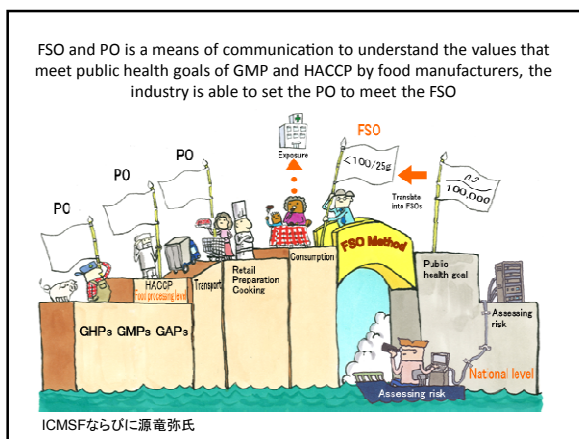 FSO and PO is a means of communication to understand the values that
meet public health goals of GMP and HACCP by food manufacturers, the
industry is able to set the PO to meet the FSO
PO
PO
PO
Exposure
FSO
<100/25g
Translate
into FSOs
100,000
HACCP
food processing level
Transport
Retail
Preparation
Cooking
Consumption
FSO Method
Public
health goal
GHPs GMPs GAPs
Assessing
risk
National level
Assessing risk
ICMSFならびに源竜弥氏